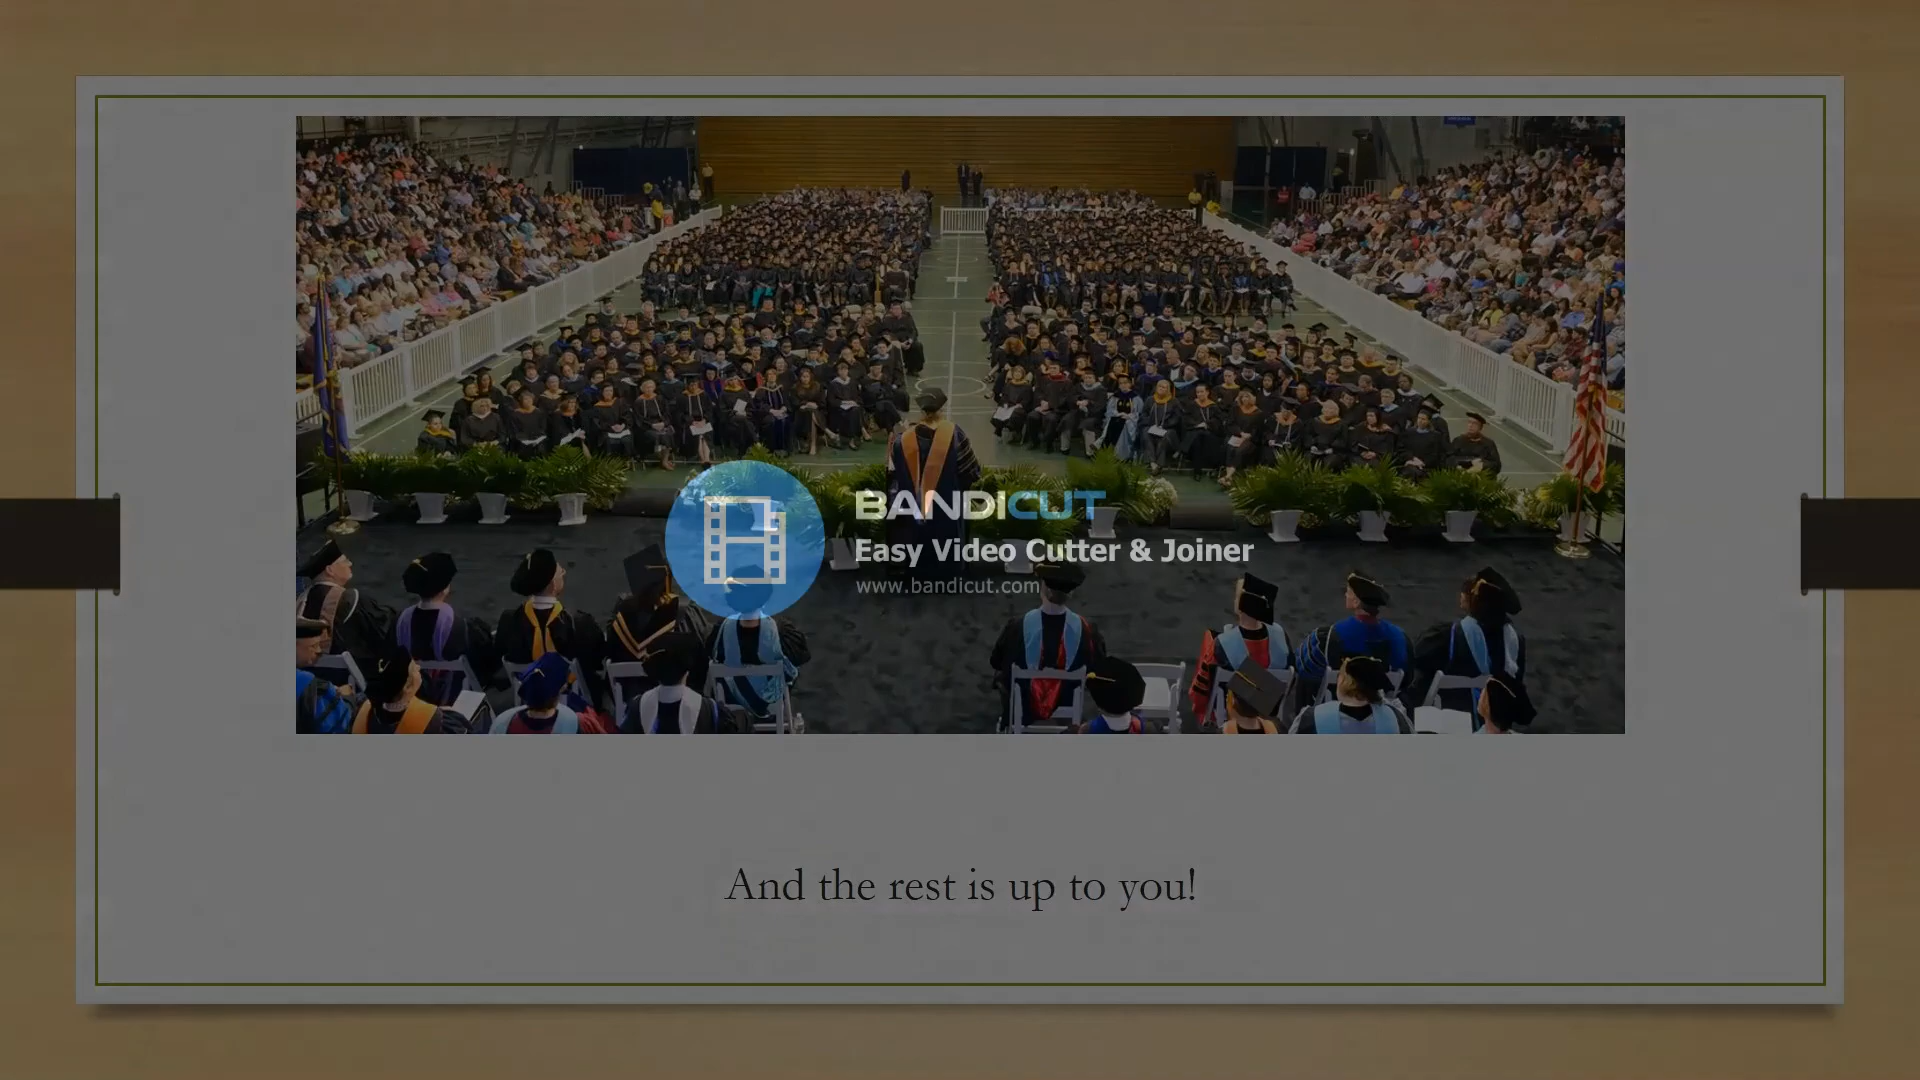 BANDICUT
Easy Video Cutter & Joiner
www.bandicut.com
And the rest is up to you!